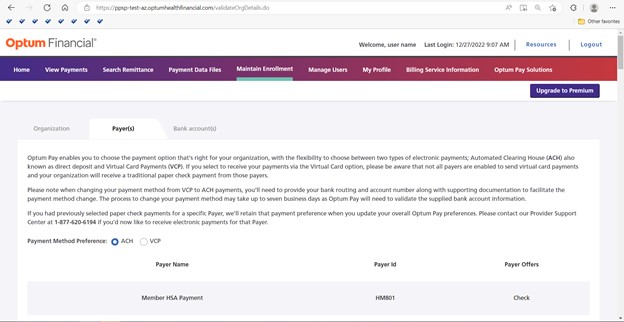 https://ppsp-test-az.optumhealthfinancial.com/validateOrgDetails.do
Other favorites
Optum Financial®
Welcome, user name Last Login: 12/27/2022 9:07 AM Resources Logout
Home View Payments Search Remittance Payment Data Files Maintain Enrollment Manage Users My Profile Billing Service Information Optum Pay Solutions
Upgrade to Premium
Organization Payer(s) Bank account(s)
Optum Pay enables you to choose the payment option that's right for your organization, with the flexibility to choose between two types of electronic payments; Automated Clearing House (ACH) also
known as direct deposit and Virtual Card Payments (VCP). If you select to receive your payments via the Virtual Card option, please be aware that not all payers are enabled to send virtual card payments
and your organization will receive a traditional paper check payment from those payers.
Please note when changing your payment method from VCP to ACH payments, you'll need to provide your bank routing and account number along with supporting documentation to facilitate the
payment method change. The process to change your payment method may take up to seven business days as Optum Pay will need to validate the supplied bank account information.
If you had previously selected paper check payments for a specific Payer, we'll retain that payment preference when you update your overall Optum Pay preferences. Please contact our Provider Support
Center at 1-877-620-6194 if you'd now like to receive electronic payments for that Payer.
Payment Method Preference: ACH VCP
Payer Name Payer Id Payer Offers
Member HSA Payment HM801 Check